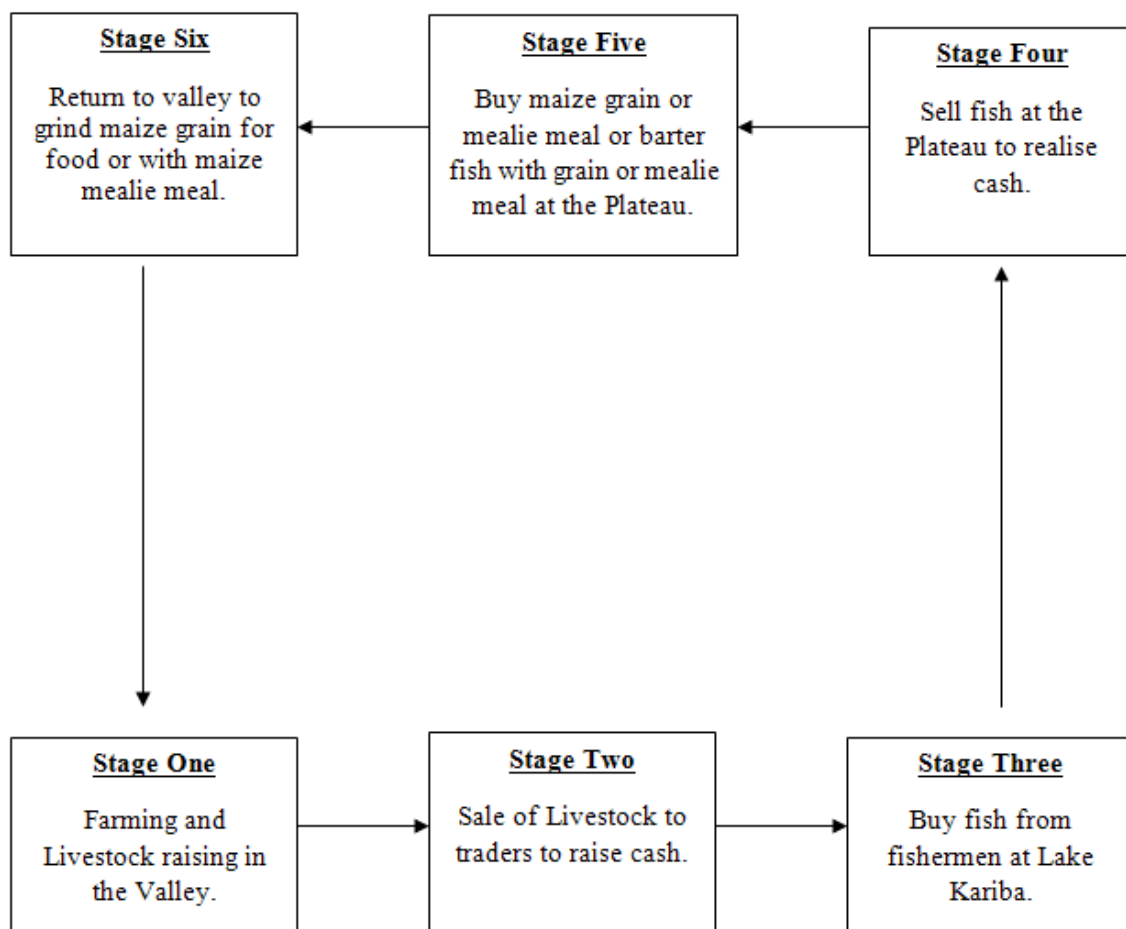 Stage Six
Return to valley to
grind maize grain for
food or with maize
mealie meal.
Stage Five
Buy maize grain or
mealie meal or barter
fish with grain or mealie
meal at the Plateau.
Stage Four
Sell fish at the
Plateau to realise
cash.
Stage One
Farming and
Livestock raising in
the Valley.
Stage Two
Sale of Livestock to
traders to raise cash.
Stage Three
Buy fish from
fishermen at Lake
Kariba.